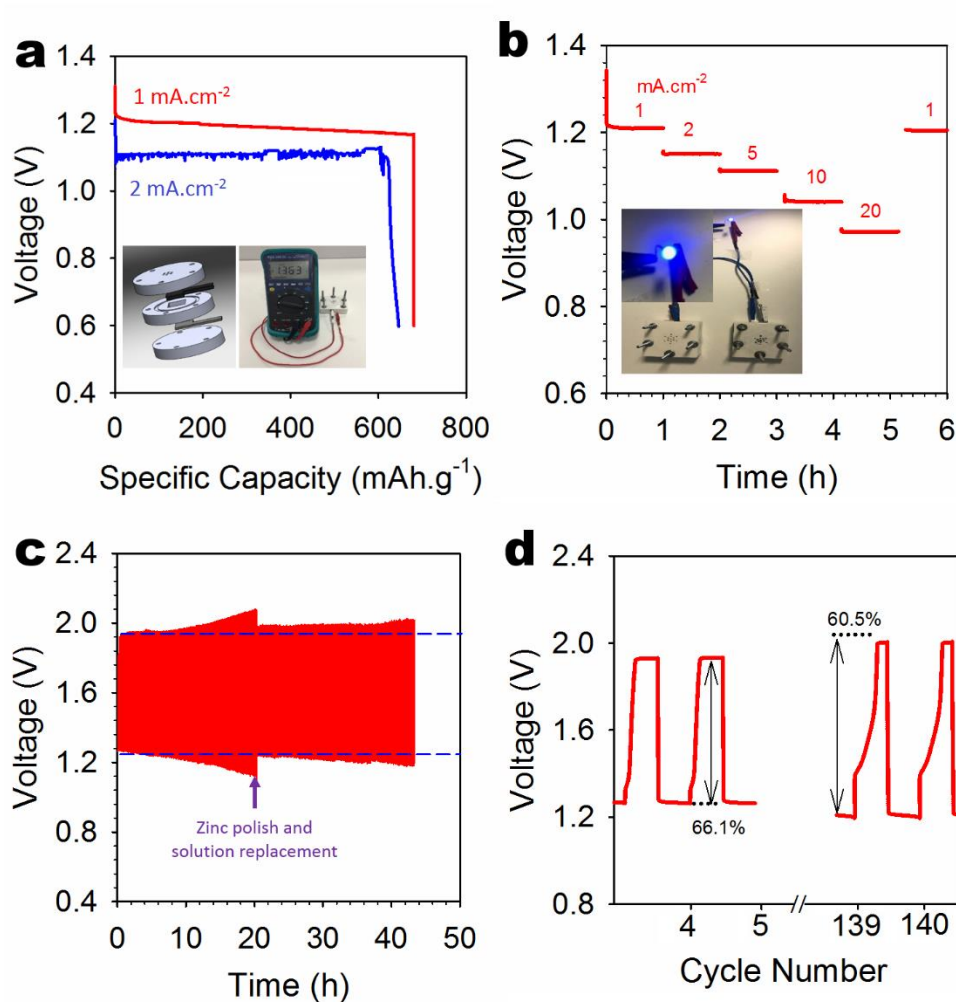 a
1.4
1.2
1.0
0.8
0.6
0.4
Voltage (V)
1 mA.cm⁻²
2 mA.cm⁻²
0 200 400 600 800
Specific Capacity (mAh.g⁻¹)
b
1.4
1.2
1.0
0.8
0.6
Voltage (V)
mA.cm⁻²
1
2
5
10
20
1
0 1 2 3 4 5 6
Time (h)
c
2.4
2.0
1.6
1.2
0.8
0.4
Voltage (V)
Zinc polish and
solution replacement
0 10 20 30 40 50
Time (h)
d
2.4
2.0
1.6
1.2
0.8
Voltage (V)
60.5%
66.1%
4 5 139 140
Cycle Number